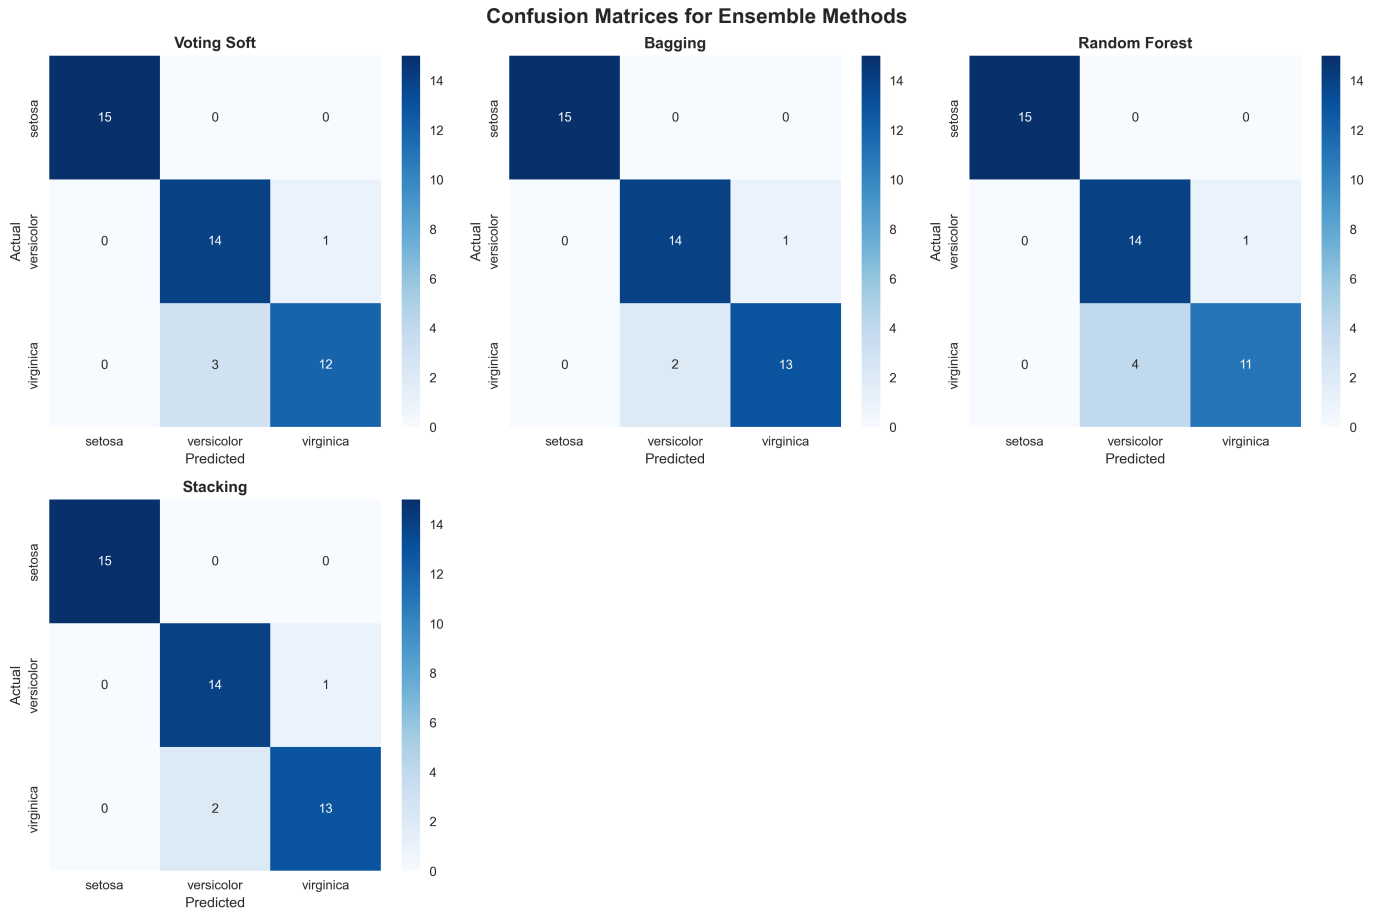 Confusion Matrices for Ensemble Methods
Voting Soft
Actual
setosa
versicolor
virginica
15 0 0
0 14 1
0 3 12
setosa versicolor virginica
Predicted
14
12
10
8
6
4
2
0
Bagging
Actual
setosa
versicolor
virginica
15 0 0
0 14 1
0 2 13
setosa versicolor virginica
Predicted
14
12
10
8
6
4
2
0
Random Forest
Actual
setosa
versicolor
virginica
15 0 0
0 14 1
0 4 11
setosa versicolor virginica
Predicted
14
12
10
8
6
4
2
0
Stacking
Actual
setosa
versicolor
virginica
15 0 0
0 14 1
0 2 13
setosa versicolor virginica
Predicted
14
12
10
8
6
4
2
0